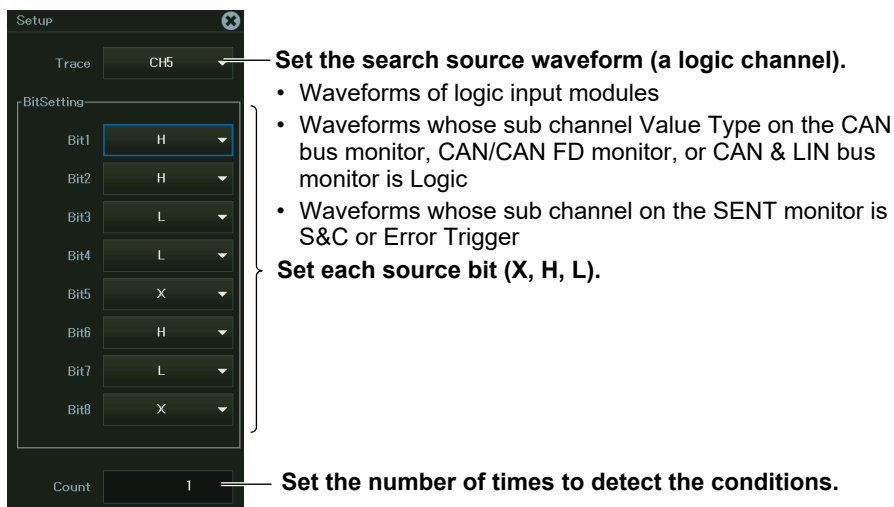 Setup
Trace CH5
Set the search source waveform (a logic channel).
• Waveforms of logic input modules
• Waveforms whose sub channel Value Type on the CAN
bus monitor, CAN/CAN FD monitor, or CAN & LIN bus
monitor is Logic
• Waveforms whose sub channel on the SENT monitor is
S&C or Error Trigger
BitSetting
Bit1 H
Bit2 H
Bit3 L
Bit4 L
Bit5 X
Bit6 H
Bit7 L
Bit8 X
Set each source bit (X, H, L).
Count 1
Set the number of times to detect the conditions.